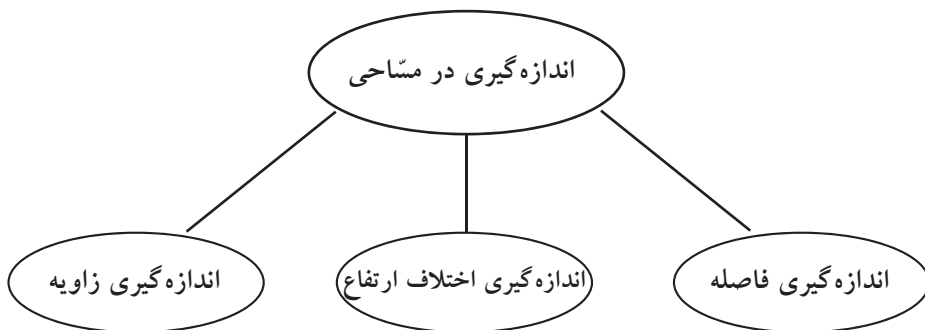 اندازه‌گیری در مسّاحی
اندازه‌گیری فاصله
اندازه‌گیری اختلاف ارتفاع
اندازه‌گیری زاویه